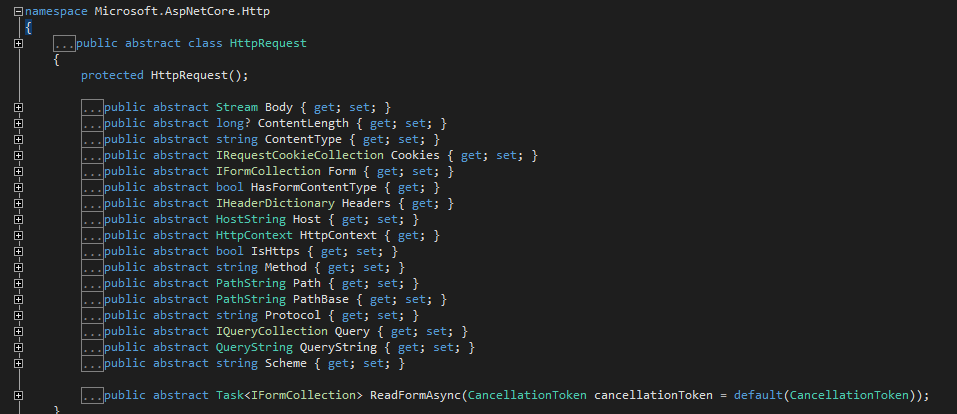 namespace Microsoft.AspNetCore.Http
{
...public abstract class HttpRequest
{
protected HttpRequest();
...public abstract Stream Body { get; set; }
...public abstract long? ContentLength { get; set; }
...public abstract string ContentType { get; set; }
...public abstract IRequestCookieCollection Cookies { get; set; }
...public abstract IFormCollection Form { get; set; }
...public abstract bool HasFormContentType { get; }
...public abstract IHeaderDictionary Headers { get; }
...public abstract HostString Host { get; set; }
...public abstract HttpContext HttpContext { get; }
...public abstract bool IsHttps { get; set; }
...public abstract string Method { get; set; }
...public abstract PathString Path { get; set; }
...public abstract PathString PathBase { get; set; }
...public abstract string Protocol { get; set; }
...public abstract IQueryCollection Query { get; set; }
...public abstract QueryString QueryString { get; set; }
...public abstract string Scheme { get; set; }
...public abstract Task<IFormCollection> ReadFormAsync(CancellationToken cancellationToken = default(CancellationToken));
}